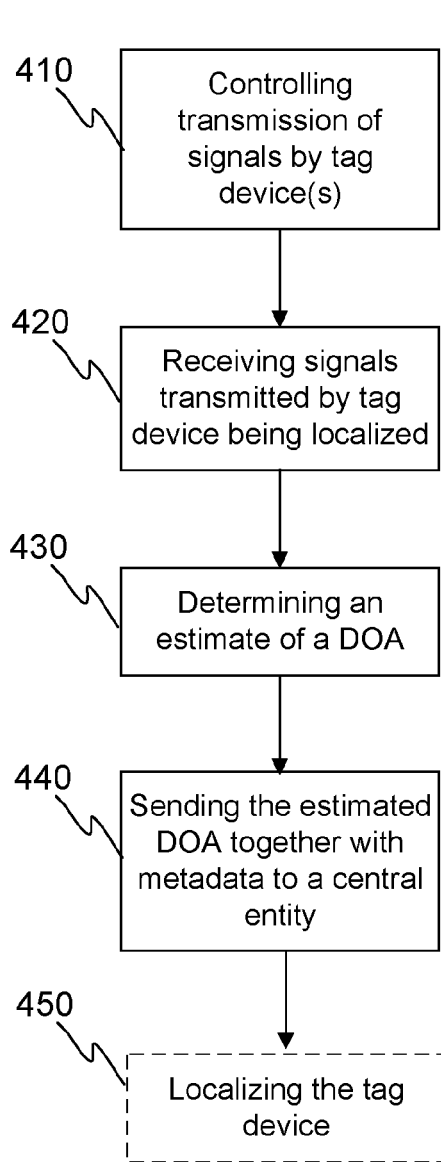 410
Controlling
transmission of
signals by tag
device(s)
420
Receiving signals
transmitted by tag
device being localized
430
Determining an
estimate of a DOA
440
Sending the estimated
DOA together with
metadata to a central
entity
450
Localizing the tag
device